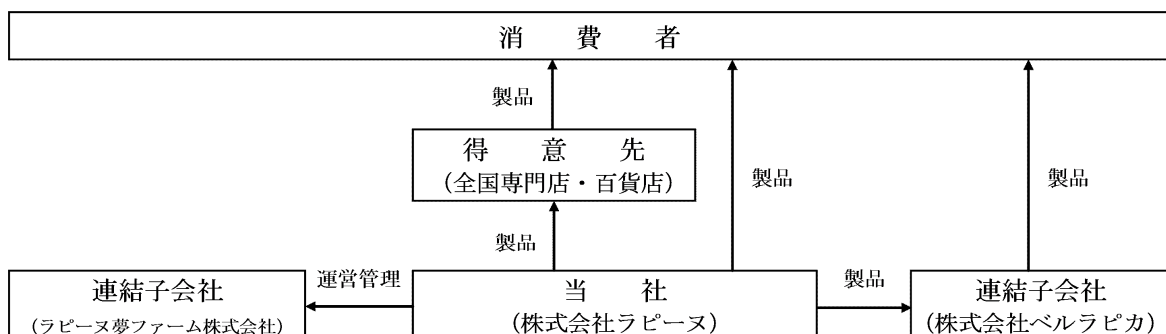 消費者
製品
得意先
(全国専門店・百貨店)
製品
製品
製品
連結子会社
(ラピーヌ夢ファーム株式会社)
運営管理
当社
(株式会社ラピーヌ)
製品
連結子会社
(株式会社ベルラピカ)